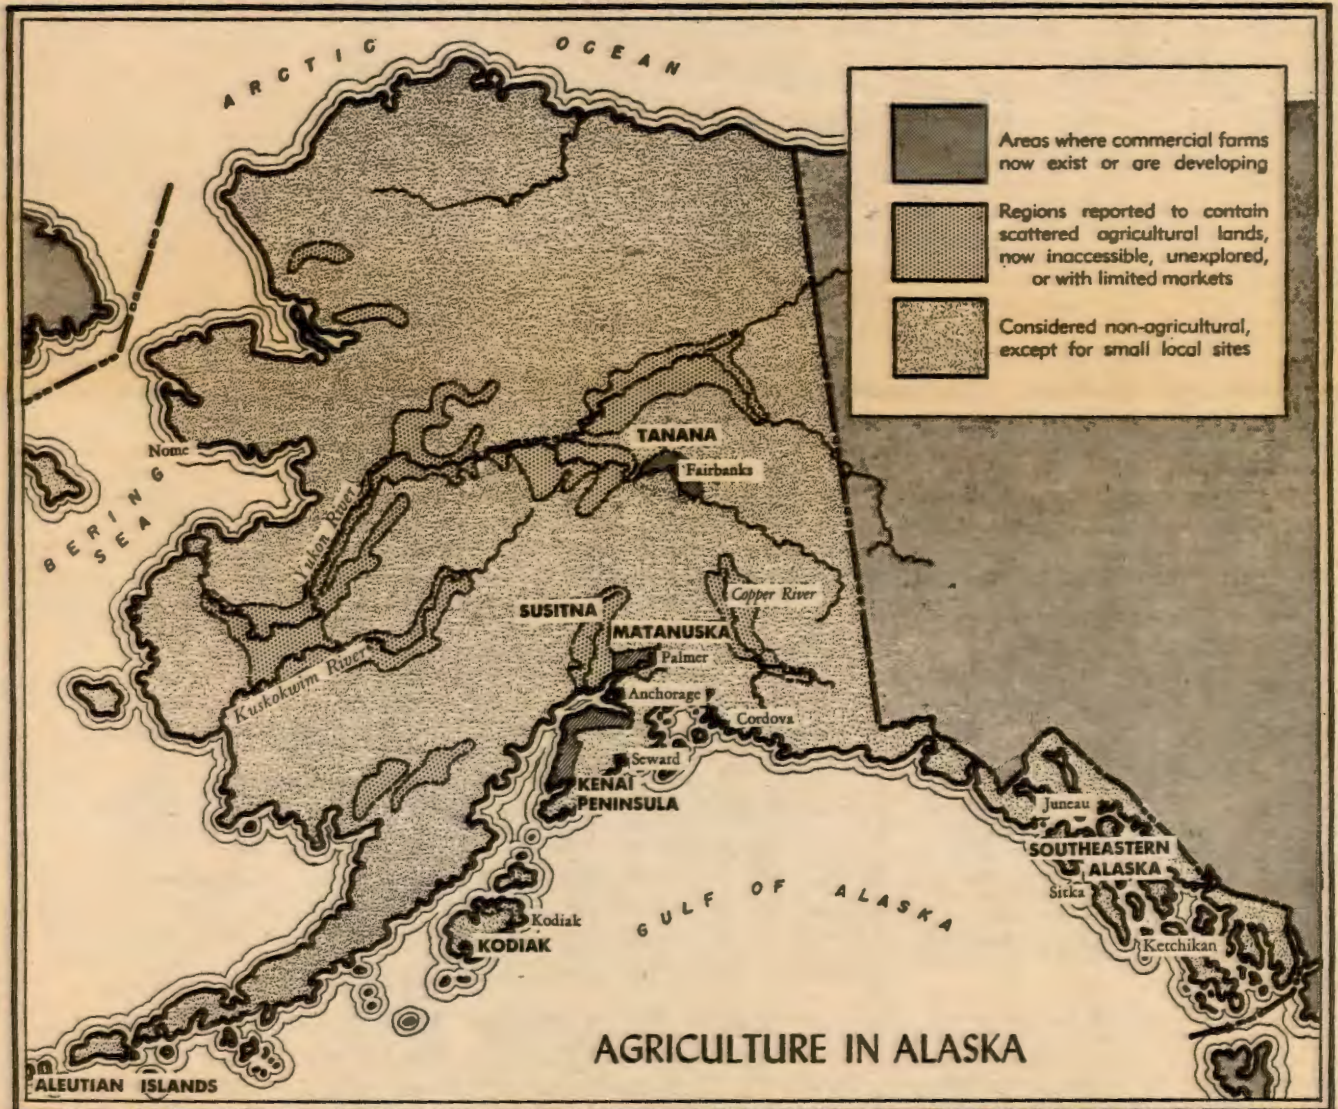 ARCTIC OCEAN
Areas where commercial farms
now exist or are developing
Regions reported to contain
scattered agricultural lands,
now inaccessible, unexplored,
or with limited markets
Considered non-agricultural,
except for small local sites
TANANA
Fairbanks
Nome
BERING
SEA
Yukon River
Copper River
SUSITNA
MATANUSKA
Palmer
Kuskokwim River
Anchorage
Cordova
Seward
KENAI
PENINSULA
Juneau
SOUTHEASTERN
ALASKA
Sitka
GULF OF ALASKA
Kodiak
KODIAK
Ketchikan
AGRICULTURE IN ALASKA
ALEUTIAN ISLANDS